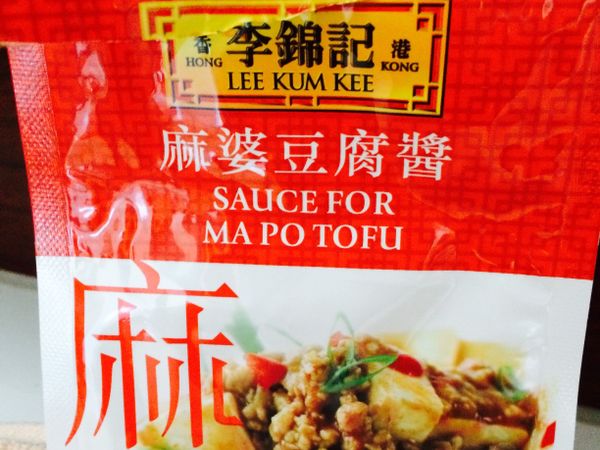 香 李錦記 港
HONG KONG
LEE KUM KEE
麻婆豆腐醬
SAUCE FOR
MA PO TOFU
麻